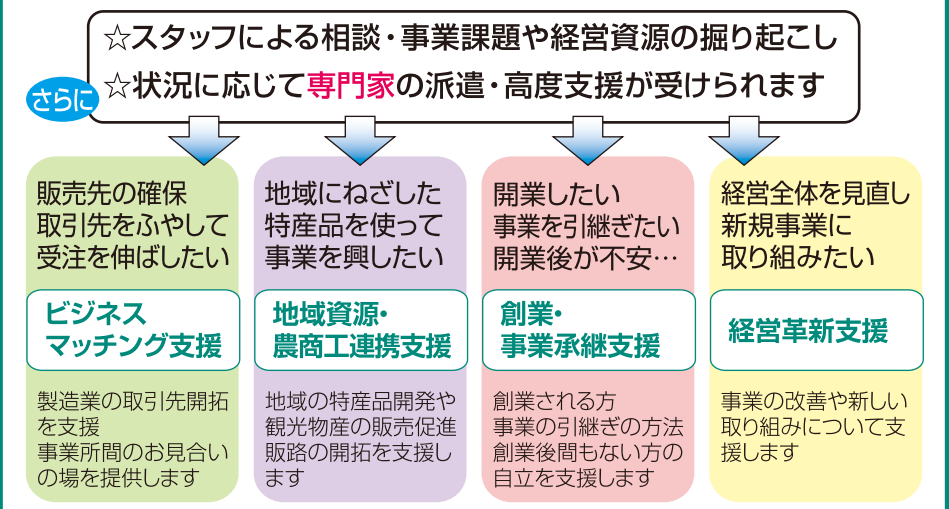 ☆スタッフによる相談・事業課題や経営資源の掘り起こし
さらに
☆状況に応じて専門家の派遣・高度支援が受けられます
販売先の確保
取引先をふやして
受注を伸ばしたい
ビジネス
マッチング支援
製造業の取引先開拓
を支援
事業所間のお見合い
の場を提供します
地域にねざした
特産品を使って
事業を興したい
地域資源・
農商工連携支援
地域の特産品開発や
観光物産の販売促進
販路の開拓を支援し
ます
開業したい
事業を引継ぎたい
開業後が不安…
創業・
事業承継支援
創業される方
事業の引継ぎの方法
創業後間もない方の
自立を支援します
経営全体を見直し
新規事業に
取り組みたい
経営革新支援
事業の改善や新しい
取り組みについて支
援します